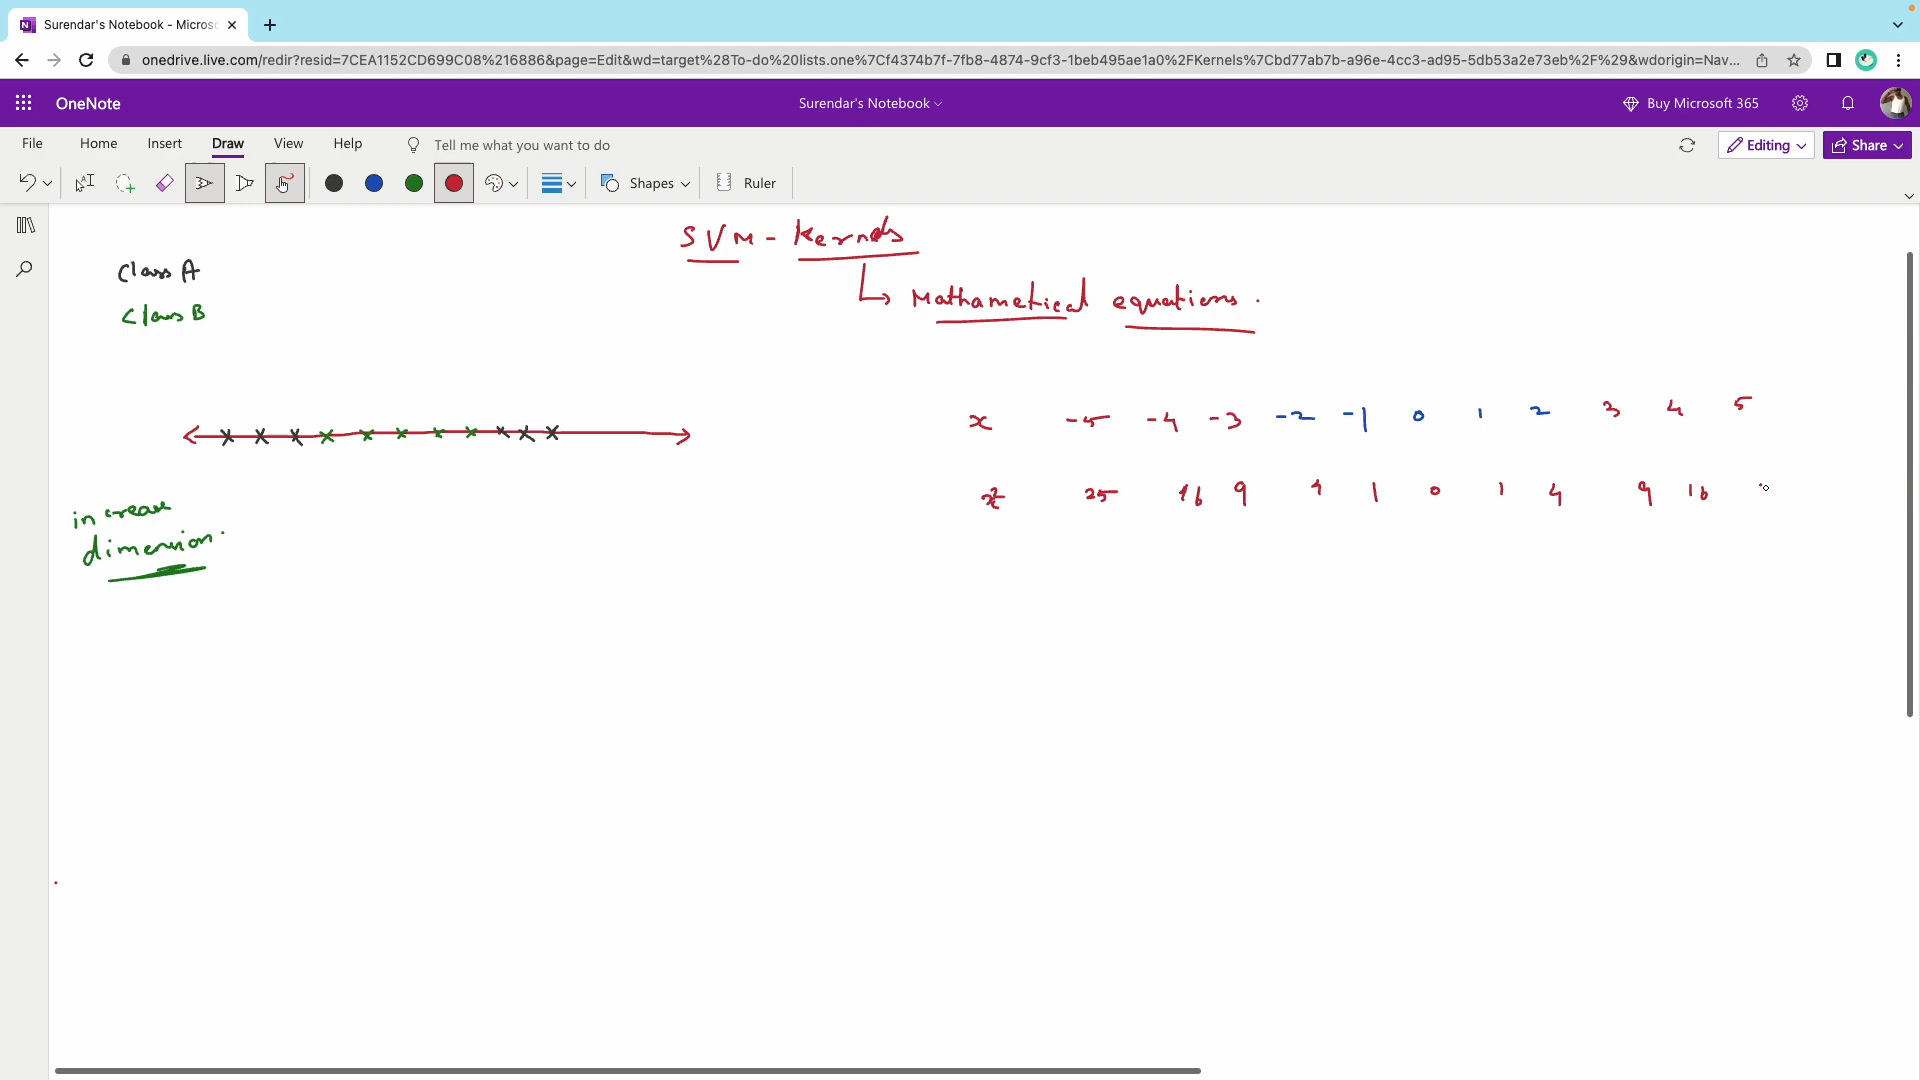 Surendar's Notebook - Micros
onedrive.live.com/redir?resid=7CEA1152CD699C08%216886&page=Edit&wd=target%28To-do%20lists.one%7Cf4374b7f-7fb8-4874-9cf3-1beb495ae1a0%2FKernels%7Cbd77ab7b-a96e-4cc3-ad95-5db53a2e73eb%2F%29&wdorigin=Nav...
OneNote
Surendar's Notebook
Buy Microsoft 365
File Home Insert Draw View Help Tell me what you want to do
Editing
Share
Shapes Ruler
SVM - Kernels
Mathametical equations.
Class A
Class B
x -5 -4 -3 -2 -1 0 1 2 3 4 5
x² 25 16 9 4 1 0 1 4 9 16
increase
dimension.